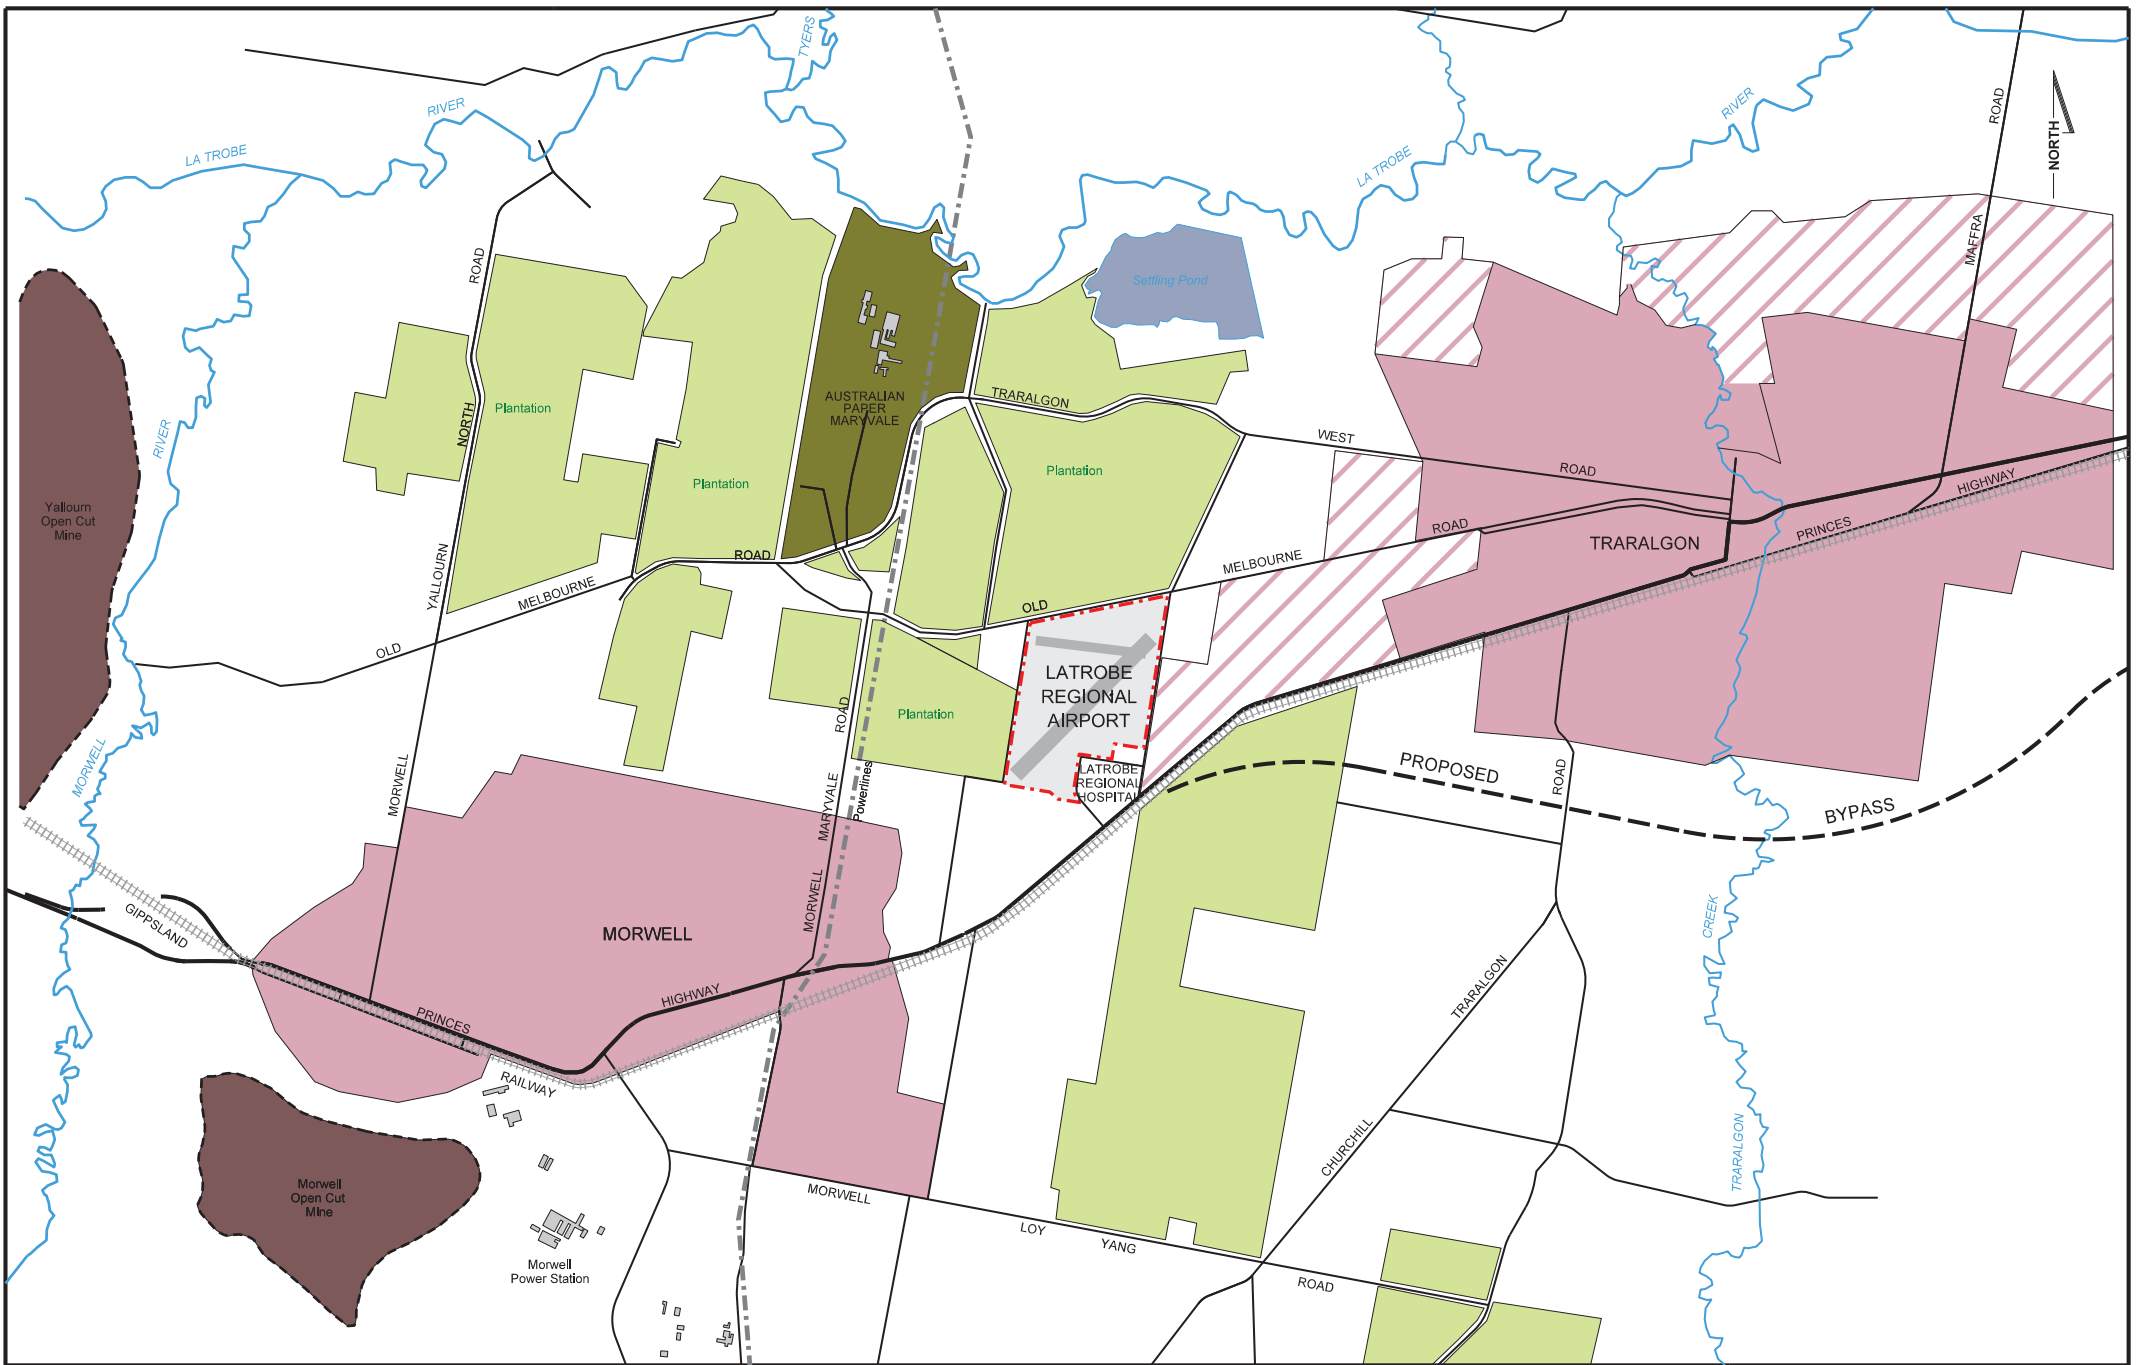 TYERS
RIVER
LA TROBE
RIVER
LA TROBE
RIVER
ROAD
NORTH
MAFFRA
ROAD
Settling Pond
AUSTRALIAN
PAPER
MARYVALE
TRARALGON
WEST
ROAD
NORTH
Plantation
Plantation
Plantation
RIVER
Yallourn
Open Cut
Mine
YALLOURN
ROAD
MELBOURNE
OLD
OLD
MELBOURNE
ROAD
TRARALGON
PRINCES
HIGHWAY
LATROBE
REGIONAL
AIRPORT
Plantation
ROAD
MORWELL
MORWELL
MARYVALE
Powerlines
LATROBE
REGIONAL
HOSPITAL
PROPOSED
BYPASS
ROAD
GIPPSLAND
MORWELL
MORWELL
HIGHWAY
PRINCES
RAILWAY
CREEK
TRARALGON
TRARALGON
CHURCHILL
Morwell
Open Cut
Mine
MORWELL
LOY
YANG
ROAD
Morwell
Power Station